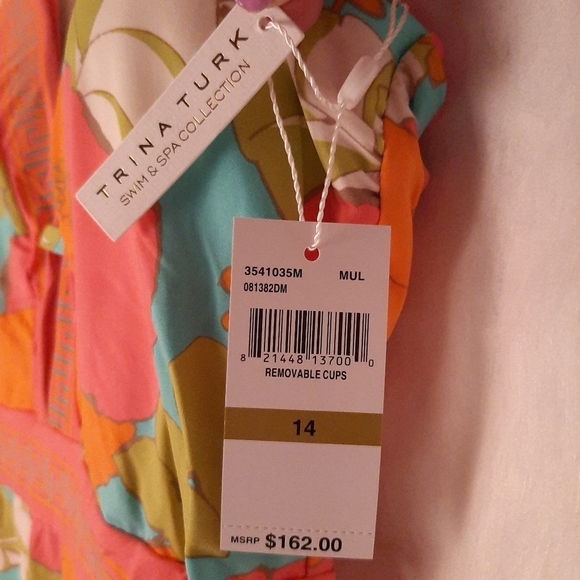 TRINA TURK
SWIM & SPA COLLECTION
3541035M MUL
081382DM
8 21448 13700 0
REMOVABLE CUPS
14
MSRP $162.00